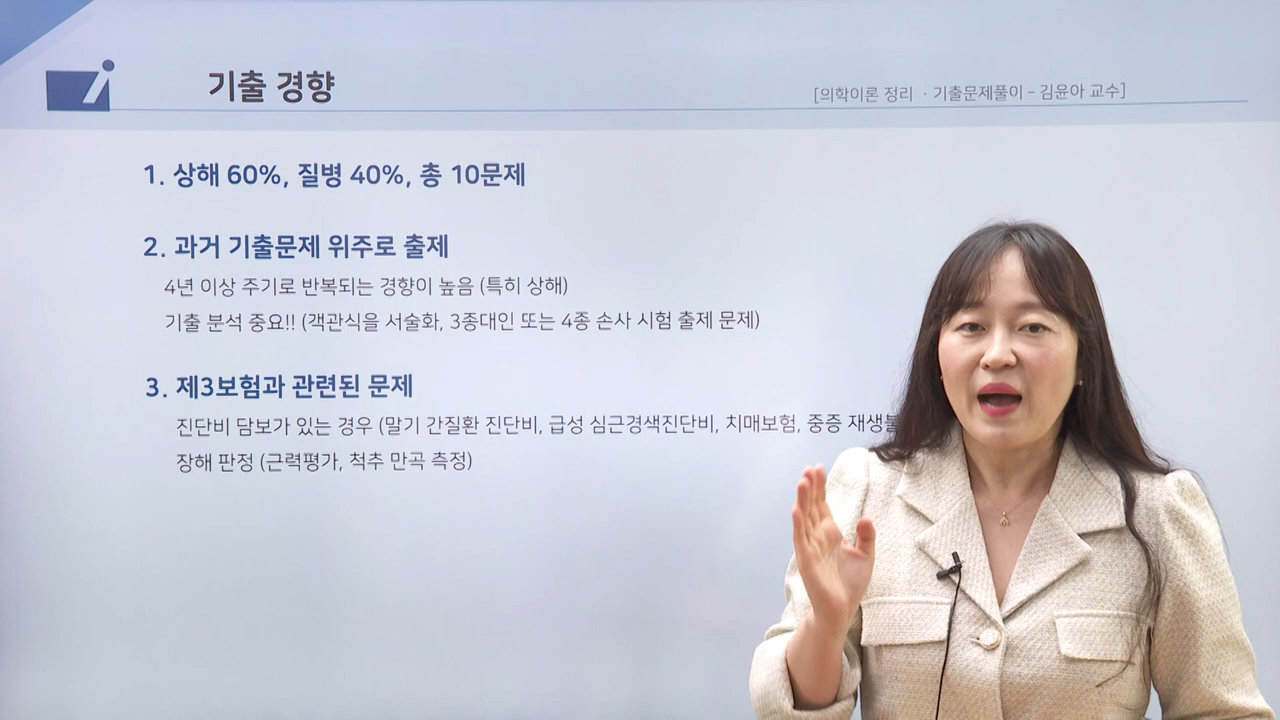 기출 경향
[의학이론 정리 · 기출문제풀이 - 김윤아 교수]
1. 상해 60%, 질병 40%, 총 10문제
2. 과거 기출문제 위주로 출제
4년 이상 주기로 반복되는 경향이 높음 (특히 상해)
기출 분석 중요!! (객관식을 서술화, 3종대인 또는 4종 손사 시험 출제 문제)
3. 제3보험과 관련된 문제
진단비 담보가 있는 경우 (말기 간질환 진단비, 급성 심근경색진단비, 치매보험, 중증
장해 판정 (근력평가, 척추 만곡 측정)